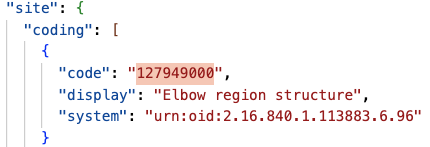 "site": {
"coding": [
{
"code": "127949000",
"display": "Elbow region structure",
"system": "urn:oid:2.16.840.1.113883.6.96"
}